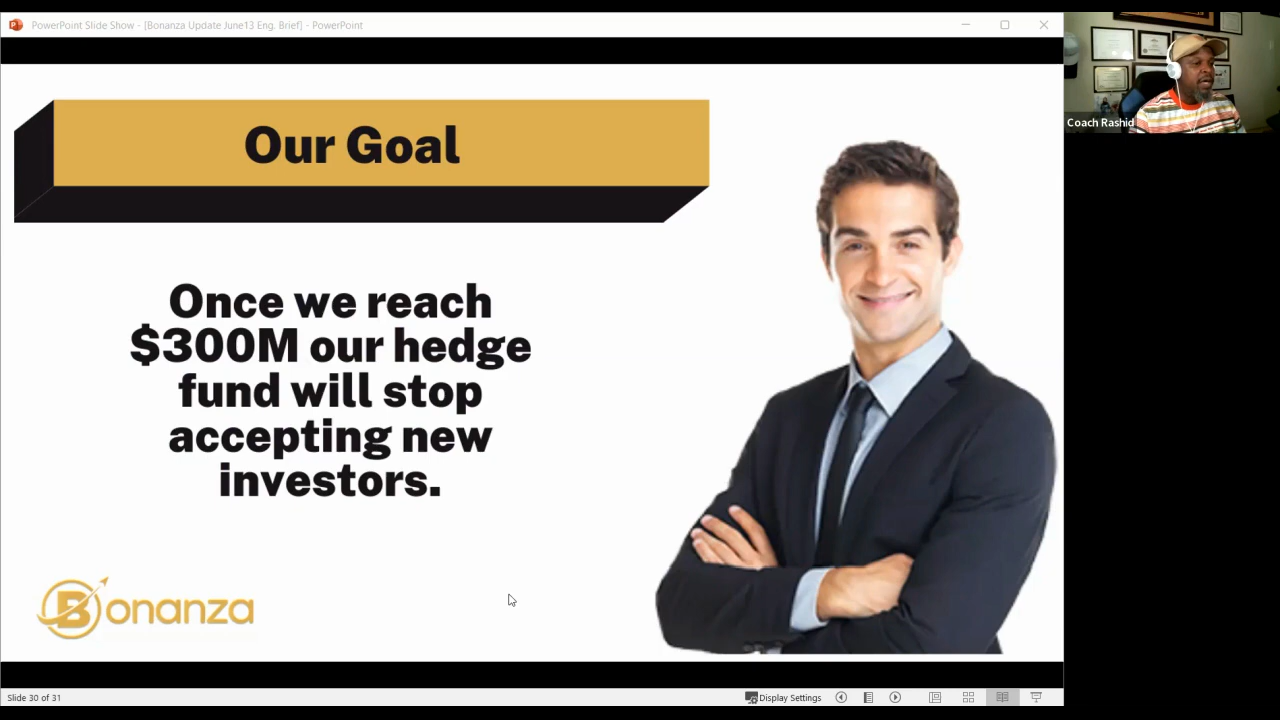 PowerPoint Slide Show - [Bonanza Update June13 Eng. Brief] - PowerPoint
Coach Rashid
Our Goal
Once we reach
$300M our hedge
fund will stop
accepting new
investors.
Bonanza
Slide 30 of 31
Display Settings